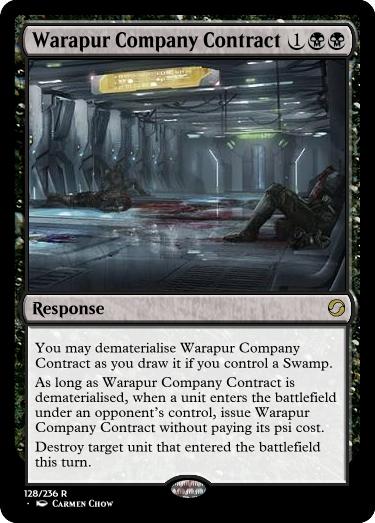 Warapur Company Contract 1
Response
You may dematerialise Warapur Company
Contract as you draw it if you control a Swamp.
As long as Warapur Company Contract is
dematerialised, when a unit enters the battlefield
under an opponent's control, issue Warapur
Company Contract without paying its psi cost.
Destroy target unit that entered the battlefield
this turn.
128/236 R
· CARMEN CHOW